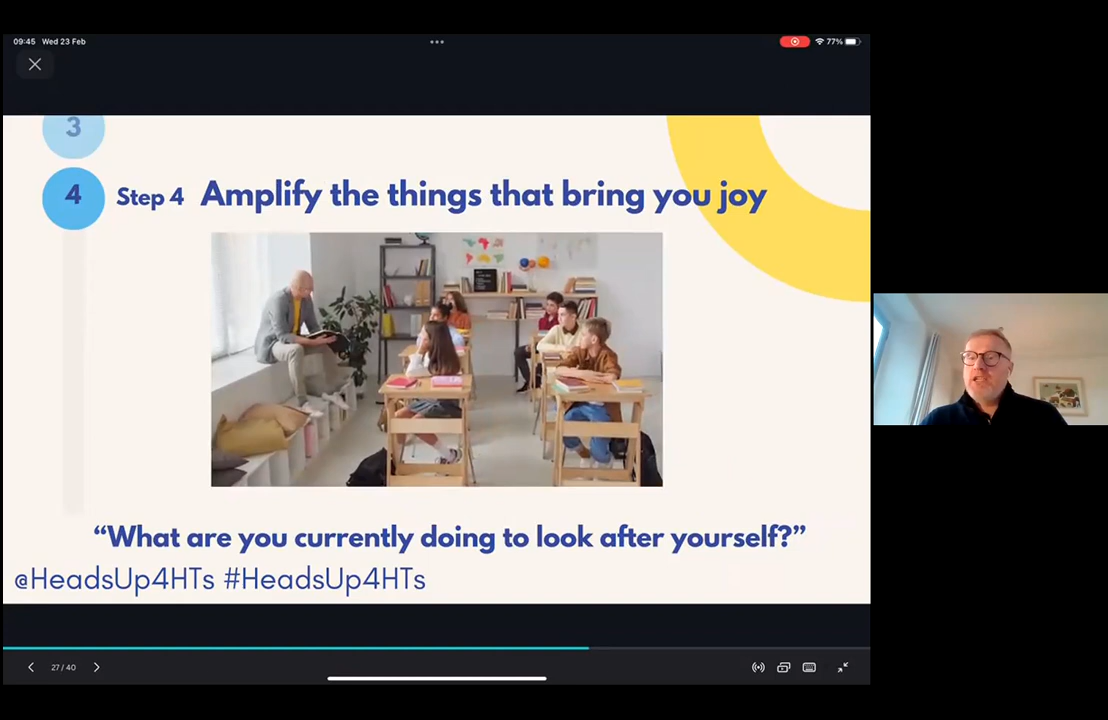 09:45 Wed 23 Feb
77%
3
4 Step 4 Amplify the things that bring you joy
“What are you currently doing to look after yourself?”
@HeadsUp4HTs #HeadsUp4HTs
27 / 40